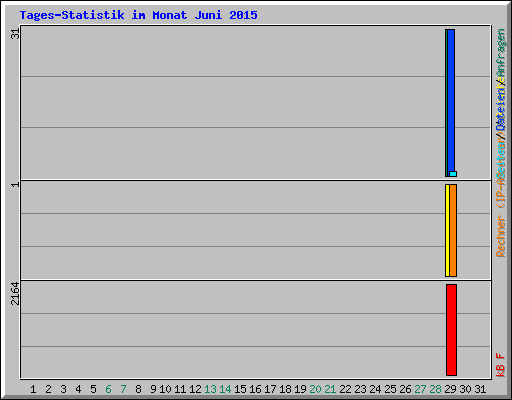 Tages-Statistik im Monat Juni 2015
31
1
2164
Anfragen
Dateien/
Rechner (IP-A
kB F
1 2 3 4 5 6 7 8 9 10 11 12 13 14 15 16 17 18 19 20 21 22 23 24 25 26 27 28 29 30 31